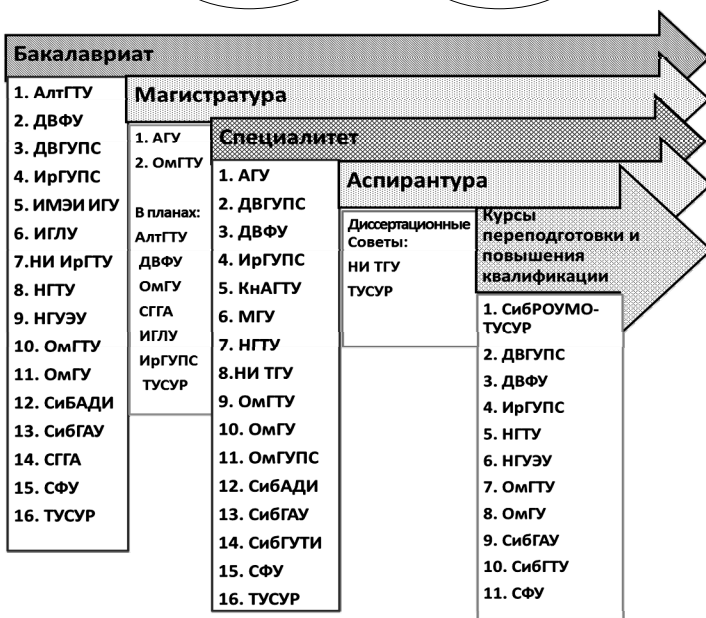 Бакалавриат
1. АлтГТУ
2. ДВФУ
3. ДВГУПС
4. ИрГУПС
5. ИМЭИ ИГУ
6. ИГЛУ
7.НИ ИрГТУ
8. НГТУ
9. НГУЭУ
10. ОмГТУ
11. ОмГУ
12. СиБАДИ
13. СибГАУ
14. СГГА
15. СФУ
16. ТУСУР
Магистратура
1. АГУ
2. ОмГТУ
В планах:
АлтГТУ
ДВФУ
ОмГУ
СГГА
ИГЛУ
ИрГУПС
ТУСУР
Специалитет
1. АГУ
2. ДВГУПС
3. ДВФУ
4. ИрГУПС
5. КнАГТУ
6. МГУ
7. НГТУ
8.НИ ТГУ
9. ОмГТУ
10. ОмГУ
11. ОмГУПС
12. СибАДИ
13. СибГАУ
14. СибГУТИ
15. СФУ
16. ТУСУР
Аспирантура
Диссертационные
Советы:
НИ ТГУ
ТУСУР
Курсы
переподготовки и
повышения
квалификации
1. СибРОУМО-
ТУСУР
2. ДВГУПС
3. ДВФУ
4. ИрГУПС
5. НГТУ
6. НГУЭУ
7. ОмГТУ
8. ОмГУ
9. СибГАУ
10. СибГТУ
11. СФУ